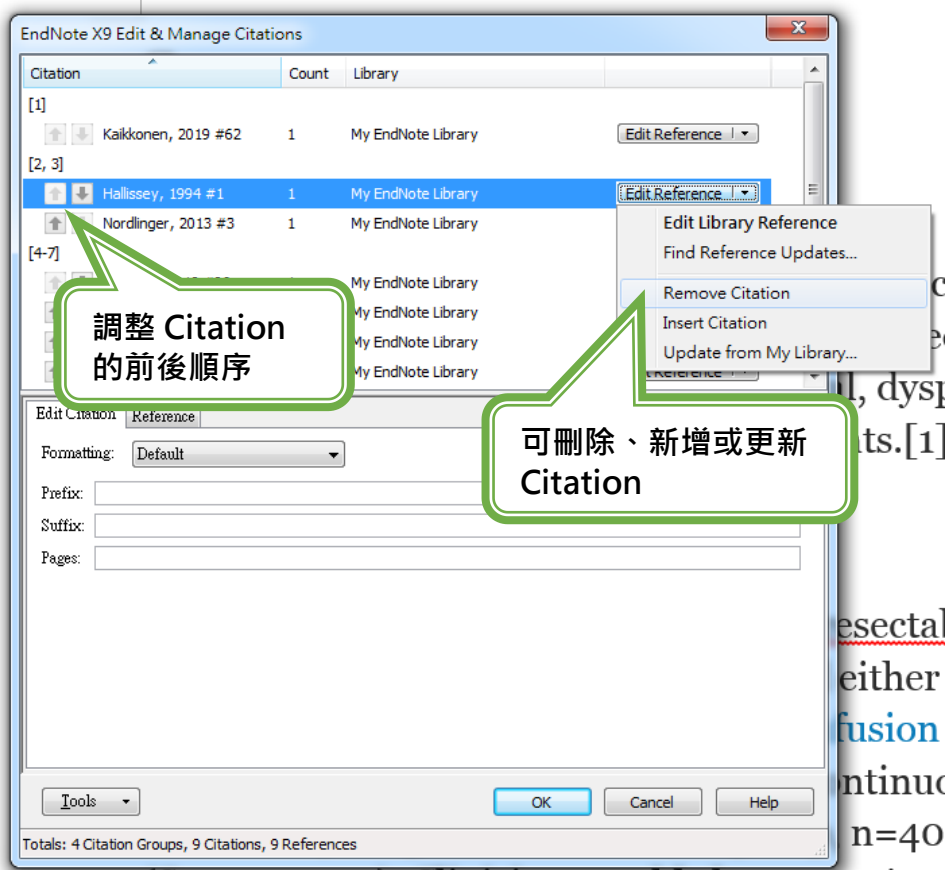 EndNote X9 Edit & Manage Citations
Citation Count Library
[1]
Kaikkonen, 2019 #62 1 My EndNote Library Edit Reference
[2, 3]
Hallissey, 1994 #1 1 My EndNote Library Edit Reference
Nordlinger, 2013 #3 1 My EndNote Library
Edit Library Reference
Find Reference Updates...
Remove Citation
Insert Citation
Update from My Library...
[4-7]
My EndNote Library
My EndNote Library
My EndNote Library
My EndNote Library Edit Reference
調整 Citation
的前後順序
可刪除、新增或更新
Citation
Edit Citation Reference
Formatting: Default
Prefix:
Suffix:
Pages:
Tools OK Cancel Help
Totals: 4 Citation Groups, 9 Citations, 9 References
l, dysp
nts.[1]
esectal
either
fusion
ontinuo
n=40